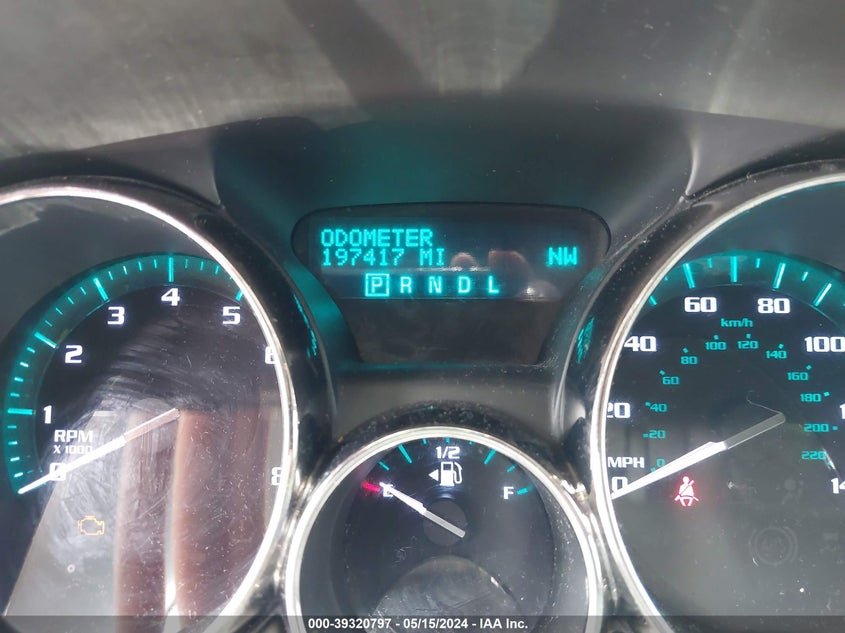 ODOMETER
197417 MI NW
P R N D L
0 1 2 3 4 5 6 8
RPM
X 1000
1/2
E F
0 20 40 60 80 100
MPH
km/h
0 20 40 60 80 100 120 140 160 180 200 220
000-39320797 - 05/15/2024 - IAA Inc.